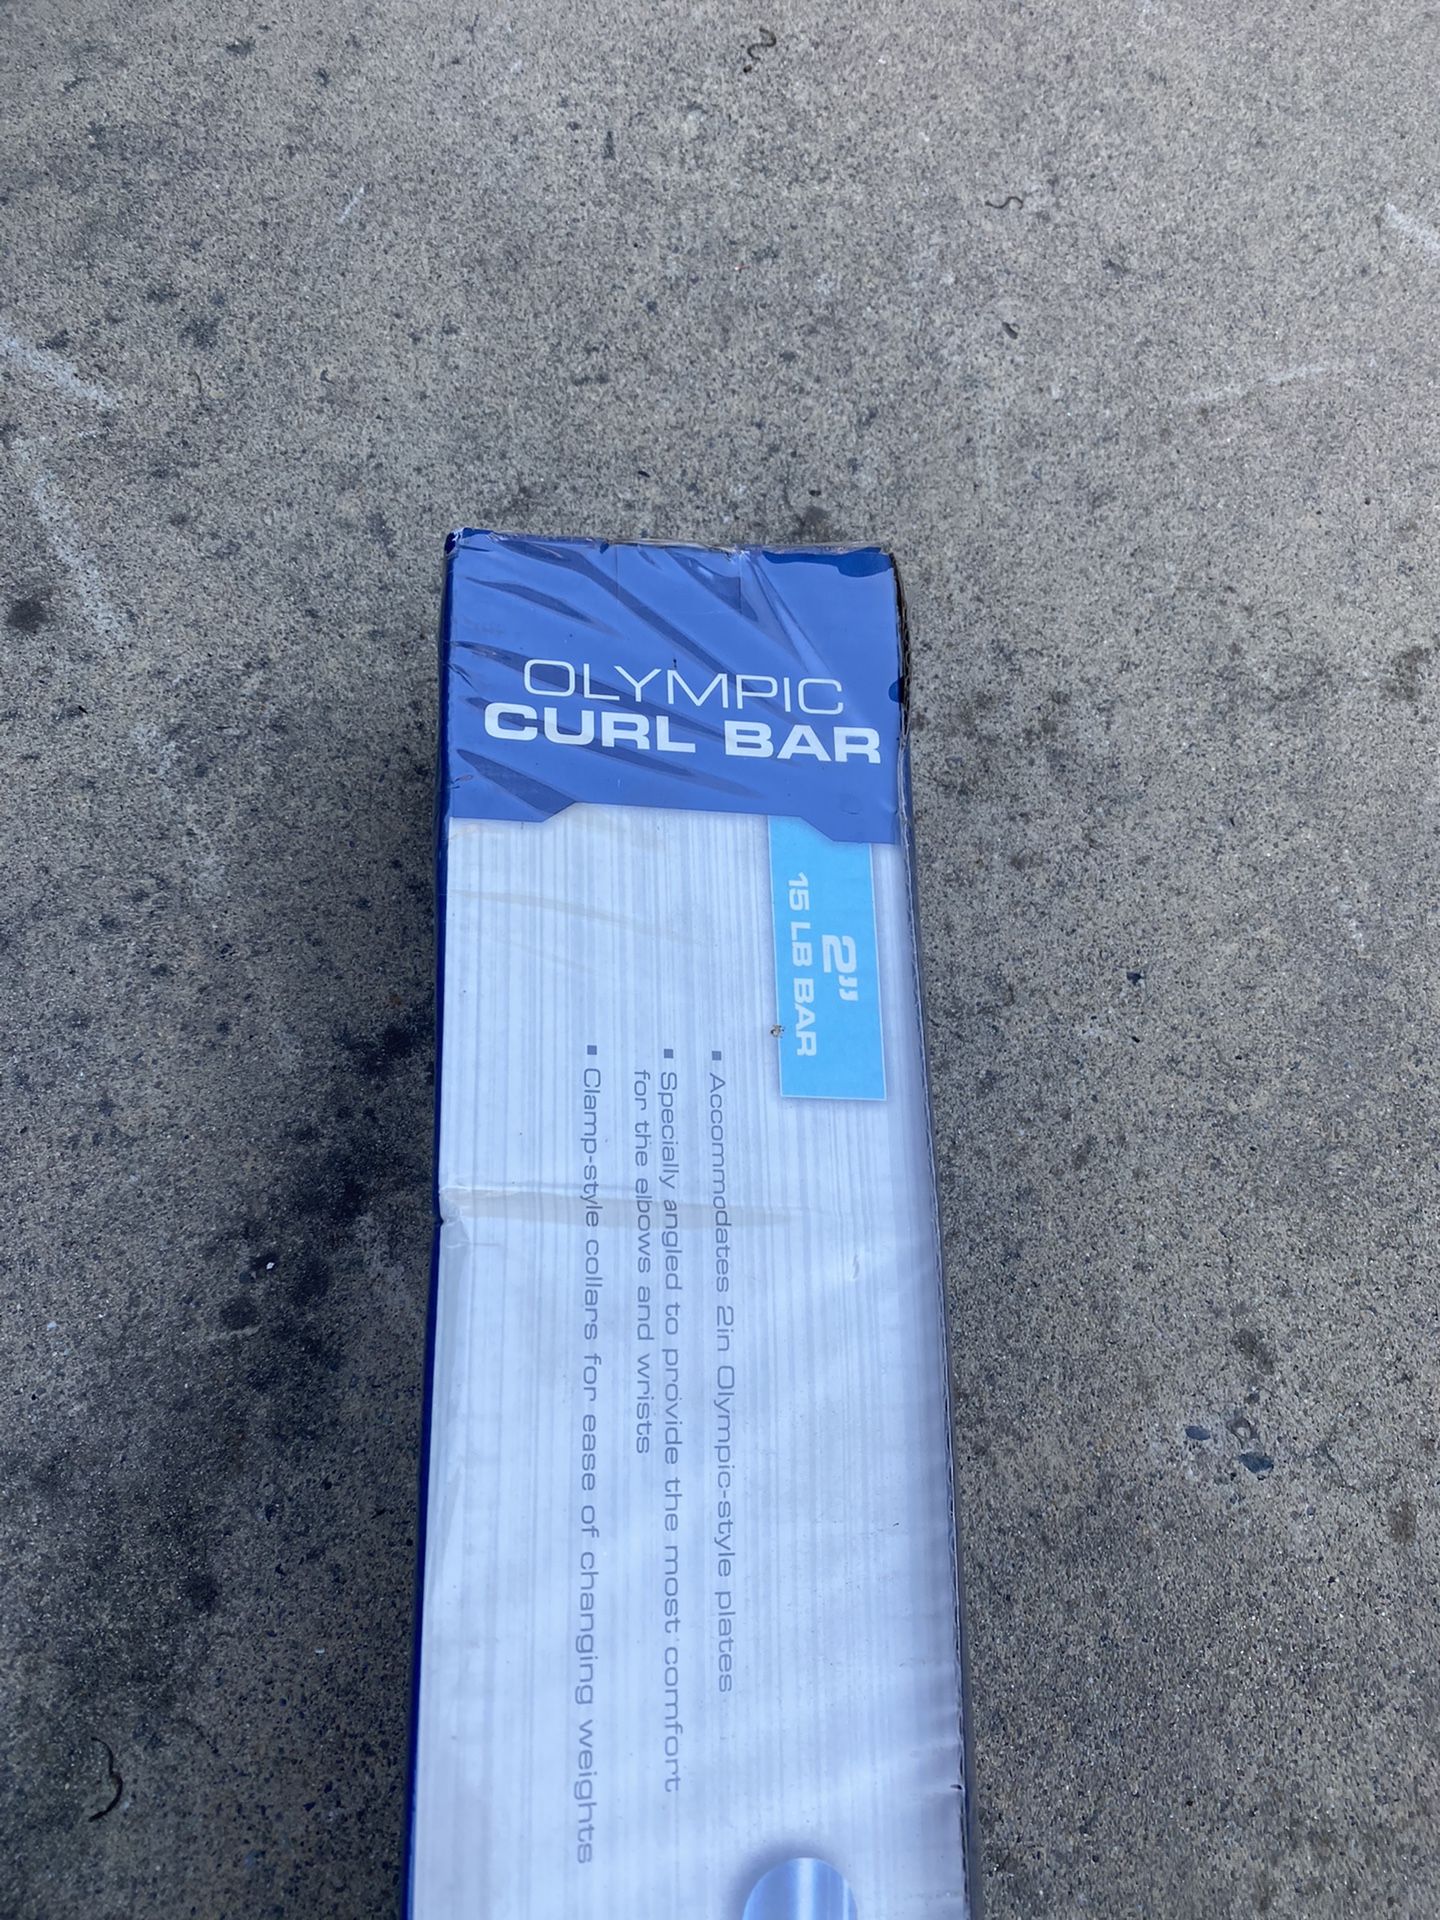 OLYMPIC
CURL BAR
2"
15 LB BAR
▪ Accommodates 2in Olympic-style plates
▪ Specially angled to provide the most comfort
for the elbows and wrists
▪ Clamp-style collars for ease of changing weights